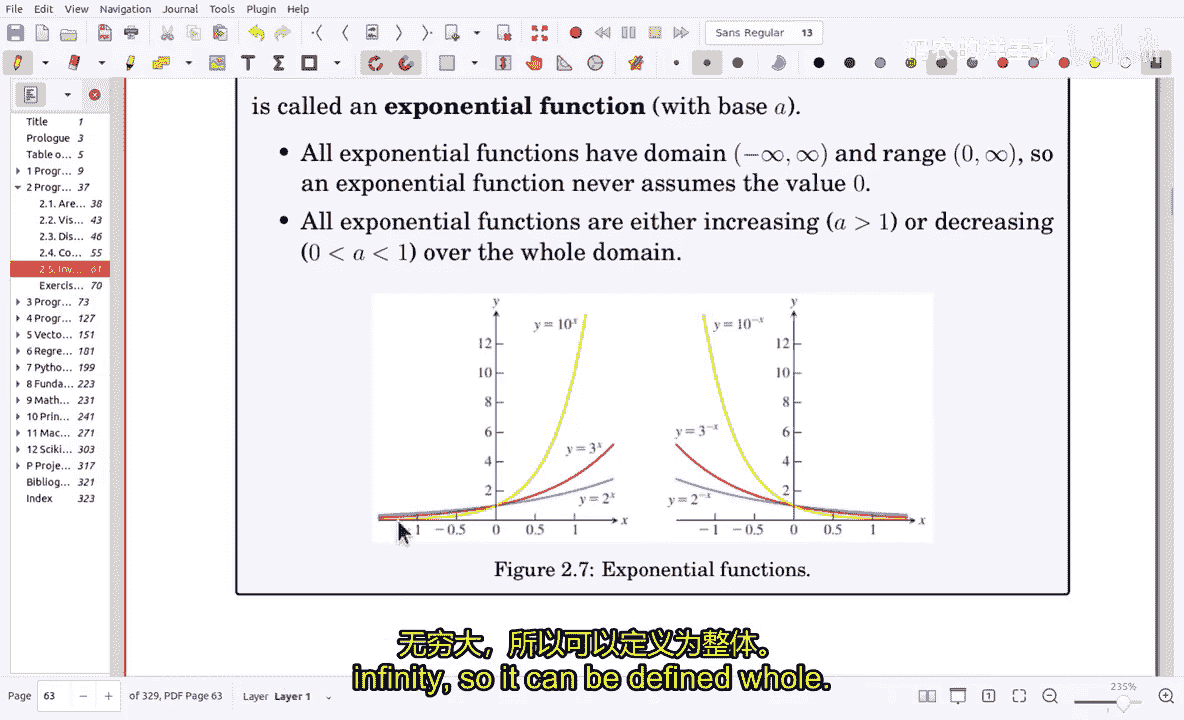 File Edit View Navigation Journal Tools Plugin Help
Sans Regular 13
Title 1
Prologue 3
Table o... 5
1 Progr... 9
2 Progr... 37
2.1. Are... 38
2.2. Vis... 43
2.3. Dis... 46
2.4. Co... 55
2.5. Inv... 61
Exercis... 70
3 Progr... 73
4 Progr... 127
5 Vecto... 151
6 Regre... 181
7 Pytho... 199
8 Funda... 223
9 Math... 231
10 Prin... 241
11 Mac... 271
12 Sciki... 303
P Proje... 317
Bibliog... 321
Index 323
is called an exponential function (with base a).
• All exponential functions have domain (−∞, ∞) and range (0, ∞), so
an exponential function never assumes the value 0.
• All exponential functions are either increasing (a > 1) or decreasing
(0 < a < 1) over the whole domain.
y
y = 10ˣ
12
10
8
6
4
2
y = 3ˣ
y = 2ˣ
1 −0.5 0 0.5 1 x
y
y = 10⁻ˣ
12
10
8
6
4
2
y = 3⁻ˣ
y = 2⁻ˣ
−1 −0.5 0 0.5 1 x
Figure 2.7: Exponential functions.
无穷大，所以可以定义为整体。
infinity, so it can be defined whole.
Page 63 of 329, PDF Page 63 Layer Layer 1 235%